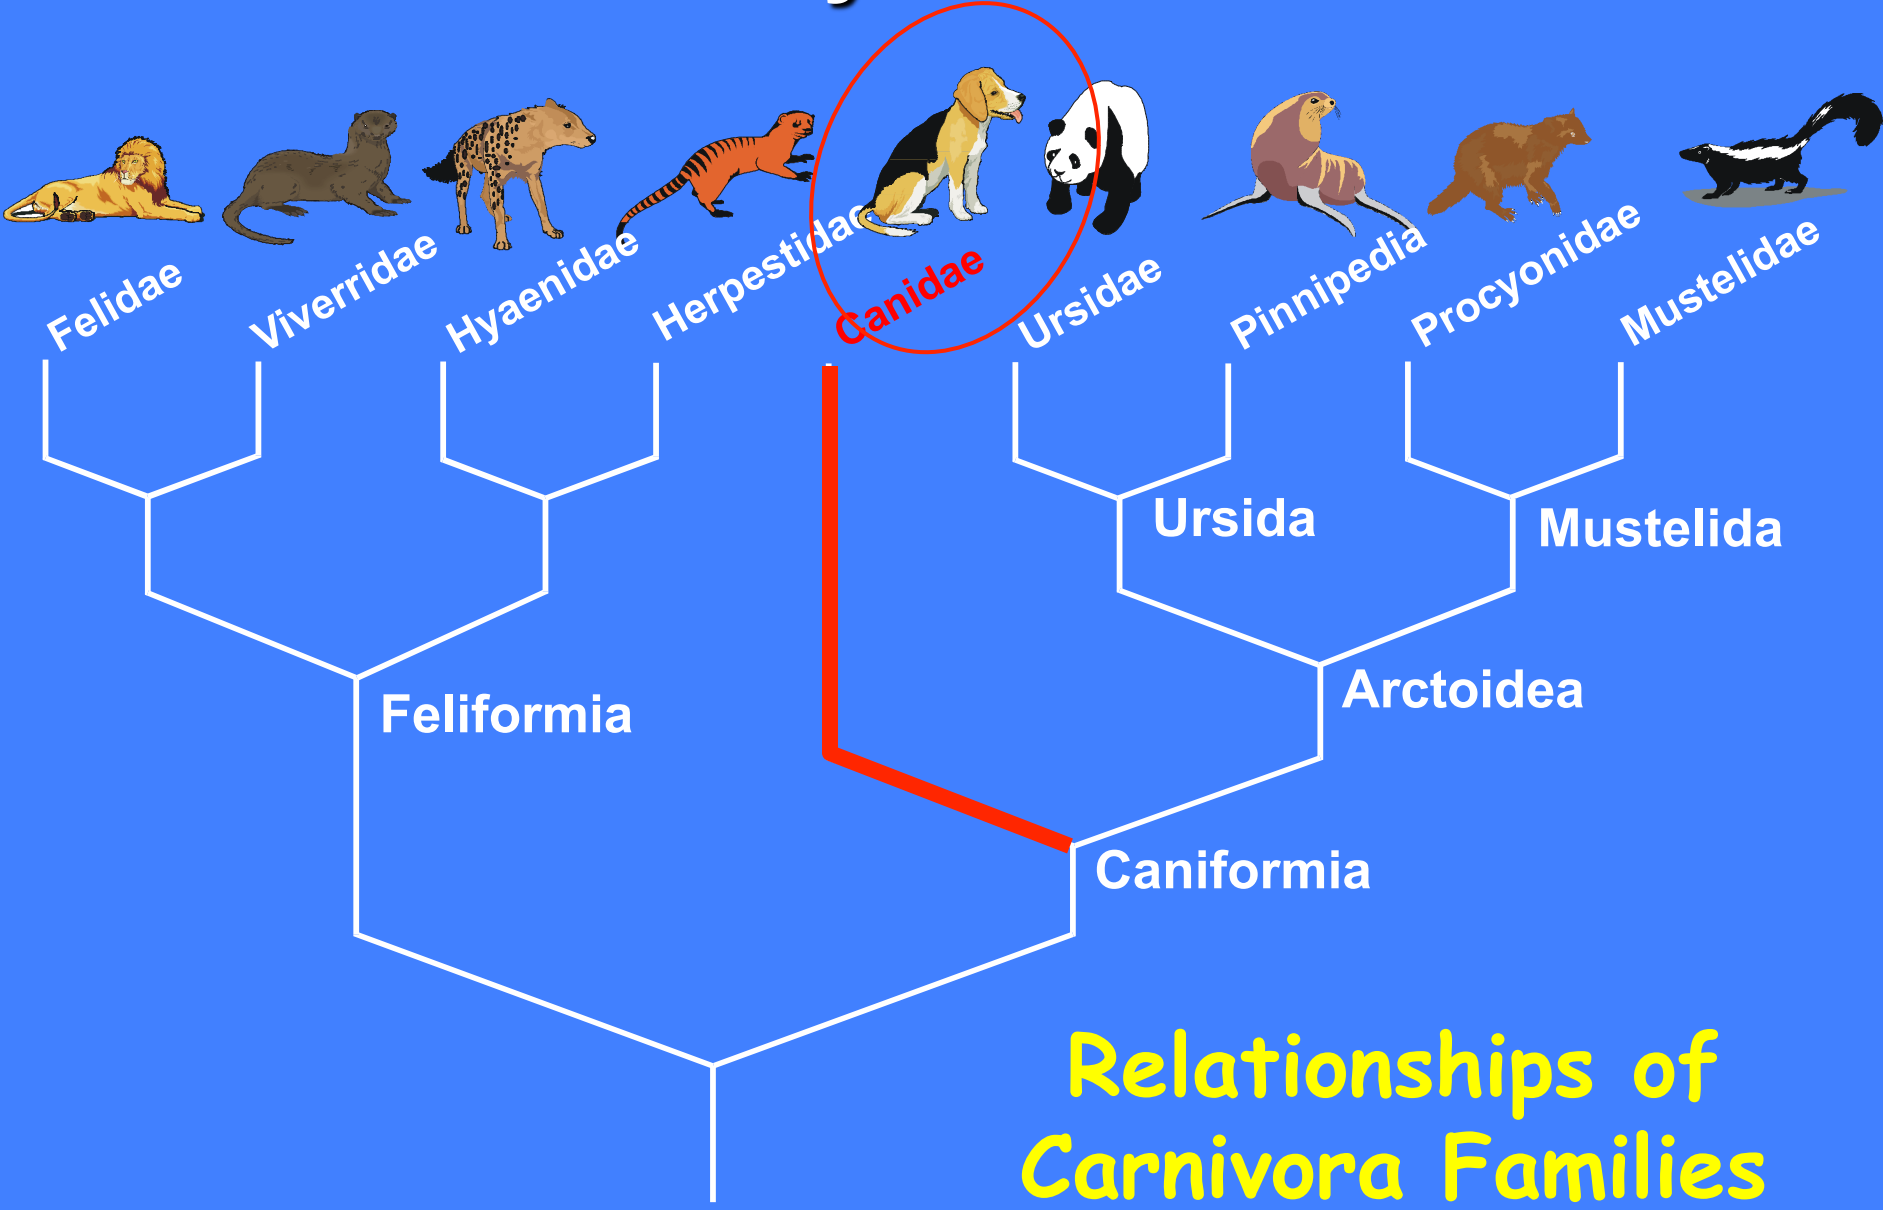 Felidae
Viverridae
Hyaenidae
Herpestidae
Canidae
Ursidae
Pinnipedia
Procyonidae
Mustelidae
Ursida
Mustelida
Feliformia
Arctoidea
Caniformia
Relationships of
Carnivora Families